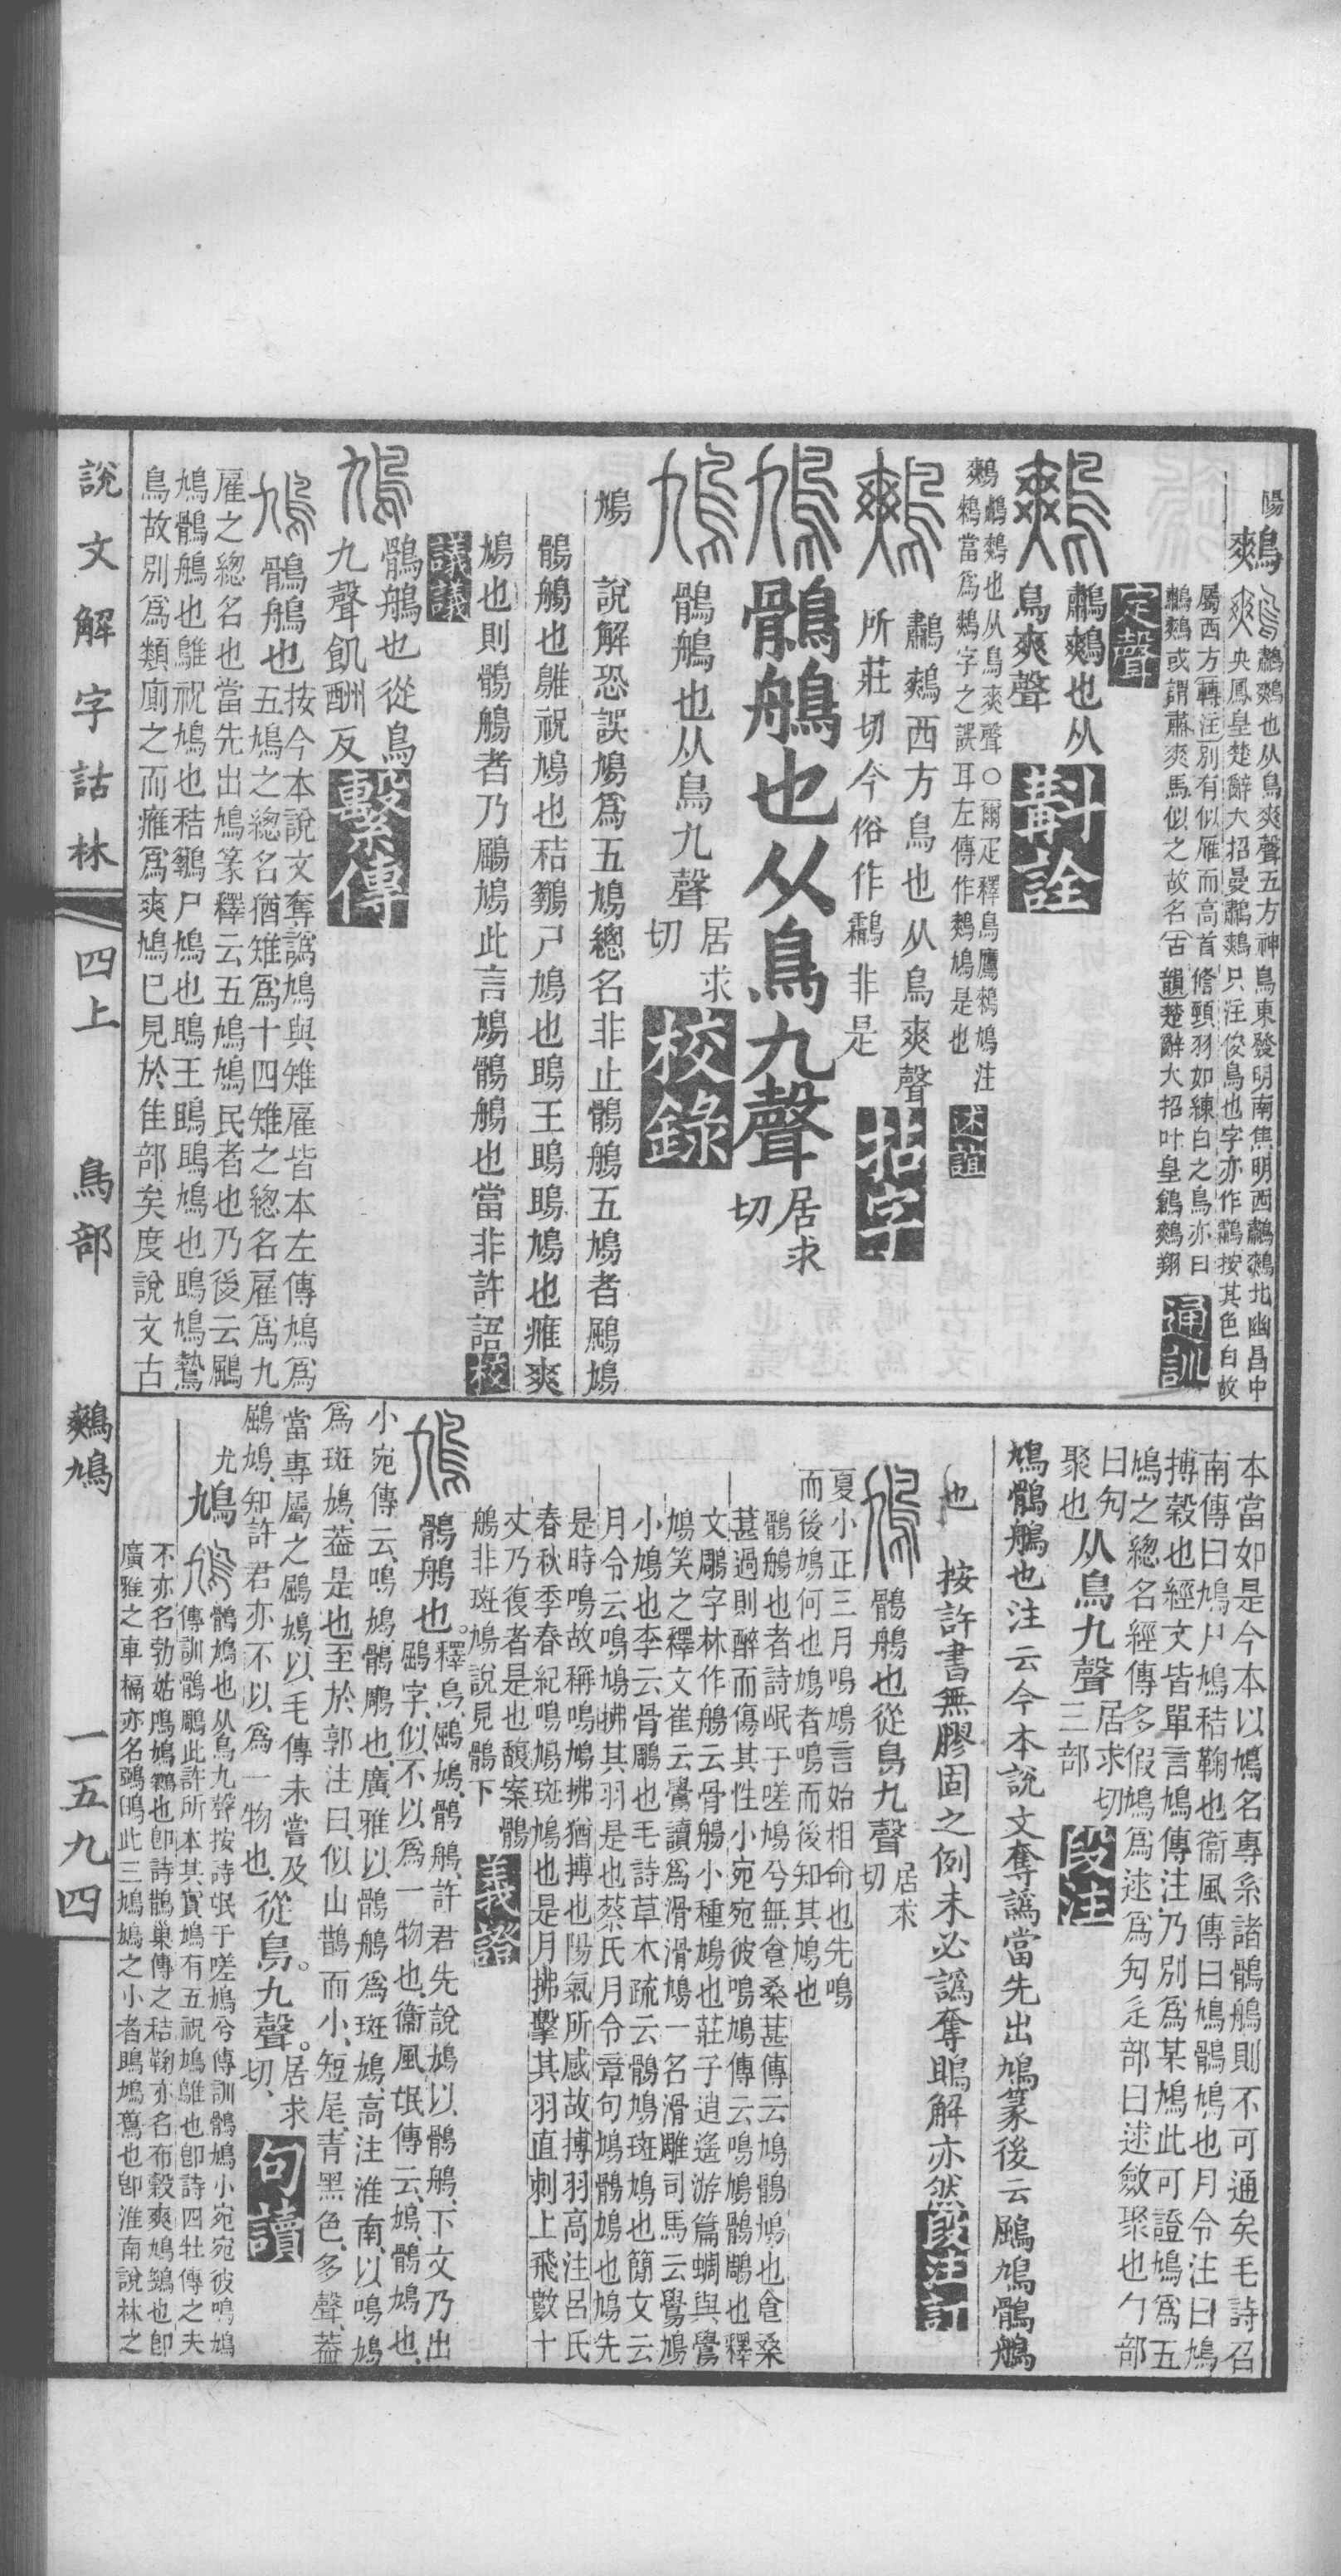 陽
鷞
鷫鷞也从鳥爽聲五方神鳥東發明南焦明西鷫鷞北幽昌中
央鳳皇楚辭大招曼鷫鷞只注俊鳥也字亦作鸘按其色白故
屬西方轉注別有似雁而高首脩頸羽如練白之鳥亦曰
鷫鷞或謂肅爽馬似之故名古韻楚辭大招叶皇鶬鷞翔
通訓
定聲
鷫鷞也从
鳥爽聲
斠詮
鷞鷫鷞也从鳥爽聲○爾疋釋鳥鷹鶆鳩注
鶆當爲鷞字之誤耳左傳作鷞鳩是也
述誼
鷫鷞西方鳥也从鳥爽聲
所莊切今俗作鸘非是
拈字
鶻鵃也从鳥九聲
居求
切
鶻鵃也从鳥九聲
居求
切
校錄
鳩 說解恐誤鳩爲五鳩總名非止鶻鵃五鳩者鶌鳩
鶻鵃也鵻祝鳩也秸鶪尸鳩也鴡王鴡鴡鳩也雁爽
鳩也則鶻鵃者乃鶌鳩此言鳩鶻鵃也當非許語
校
議議
鶻鵃也從鳥
九聲飢酬反
繫傳
鶻鵃也
按今本說文奪譌鳩與雉雇皆本左傳鳩爲
五鳩之總名猶雉爲十四雉之總名雇爲九
雇之總名也當先出鳩篆釋云五鳩鳩民者也乃後云鶌
鳩鶻鵃也鵻祝鳩也秸鶪尸鳩也鴡王鴡鴡鳩也鴡鳩鷙
鳥故別爲類廁之而雁爲爽鳩巳見於隹部矣度說文古
本當如是今本以鳩名專系諸鶻鵃則不可通矣毛詩召
南傳曰鳩尸鳩秸鞠也衞風傳曰鳩鶻鳩也月令注曰鳩
搏榖也經文皆單言鳩傳注乃別爲某鳩此可證鳩爲五
鳩之總名經傳多假鳩爲逑爲勼辵部曰逑斂聚也勹部
曰勼
聚也
从鳥九聲
居求切
三部
段注
鳩鶻鵃也注云今本說文奪譌當先出鳩篆後云鶌鳩鶻鵃
也 按許書無膠固之例未必譌奪鴡解亦然
段注訂
鶻鵃也從鳥九聲
居求
切
夏小正三月鳴鳩言始相命也先鳴
而後鳩何也鳩者鳴而後知其鳩也
鶻鵃也者詩氓于嗟鳩兮無食桑葚傳云鳩鶻鳩也食桑
葚過則醉而傷其性小宛宛彼鳴鳩傳云鳴鳩鶻鵰也釋
文鵰字林作鵃云骨鵃小種鳩也莊子逍遙游篇蜩與鷽
鳩笑之釋文崔云鷽讀爲滑滑鳩一名滑雕司馬云鷽鳩
小鳩也李云骨鵰也毛詩草木疏云鶻鳩斑鳩也簡文云
月令云鳴鳩拂其羽是也蔡氏月令章句鳩鶻鳩也鳩先
是時鳴故稱鳴鳩拂猶搏也陽氣所感故搏羽高注呂氏
春秋季春紀鳴鳩斑鳩也是月拂擊其羽直刺上飛數十
丈乃復者是也馥案鶻
鵃非斑鳩說見鶻下
義證
鶻鵃也。
釋鳥鶌鳩、鶻鵃、許君先說鳩以鶻鵃、下文乃出
鶌字、似不以爲一物也、衞風氓傳云、鳩、鶻鳩也、
小宛傳云、鳴鳩、鶻鵰也、廣雅以鶻鵃爲斑鳩、高注淮南、以鳴鳩
爲斑鳩、葢是也、至於郭注曰、似山鵲而小、短尾、青黑色、多聲、葢
當專屬之鶌鳩、以毛傳未嘗及
鶌鳩、知許君亦不以爲一物也、
從鳥。九聲。
居求
切、
句讀
尤
鳩
鶻鳩也从鳥九聲按詩氓于嗟鳩兮傳訓鶻鳩小宛宛彼鳴鳩
傳訓鶻鵰此許所本其實鳩有五祝鳩鵻也卽詩四牡傳之夫
不亦名勃姑鳲鳩鶪也卽詩鵲巢傳之秸鞠亦名布穀爽鳩鷞也卽
廣雅之車搹亦名鵶鳴此三鳩鳩之小者鴡鳩鷻也卽淮南說林之
說文解字詁林
四上
鳥部
鷞鳩
一五九四